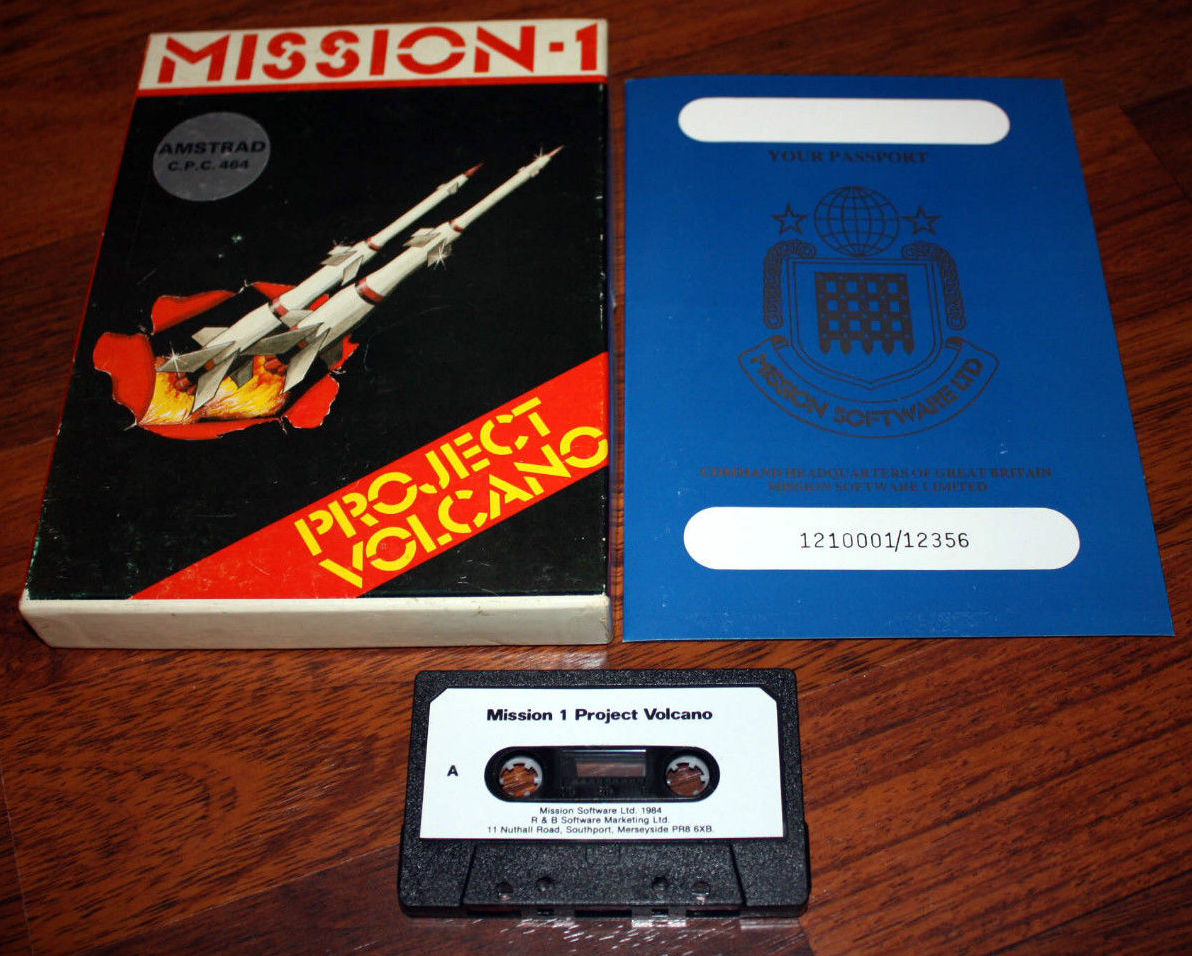 MISSION-1
AMSTRAD
C.P.C. 464
PROJECT
VOLCANO
YOUR PASSPORT
MISSION SOFTWARE LTD
COMMAND HEADQUARTERS OF GREAT BRITAIN
MISSION SOFTWARE LIMITED
1210001/12356
Mission 1 Project Volcano
A
Mission Software Ltd. 1984
R & B Software Marketing Ltd.
11 Nuthall Road, Southport, Merseyside PR8 6XB.